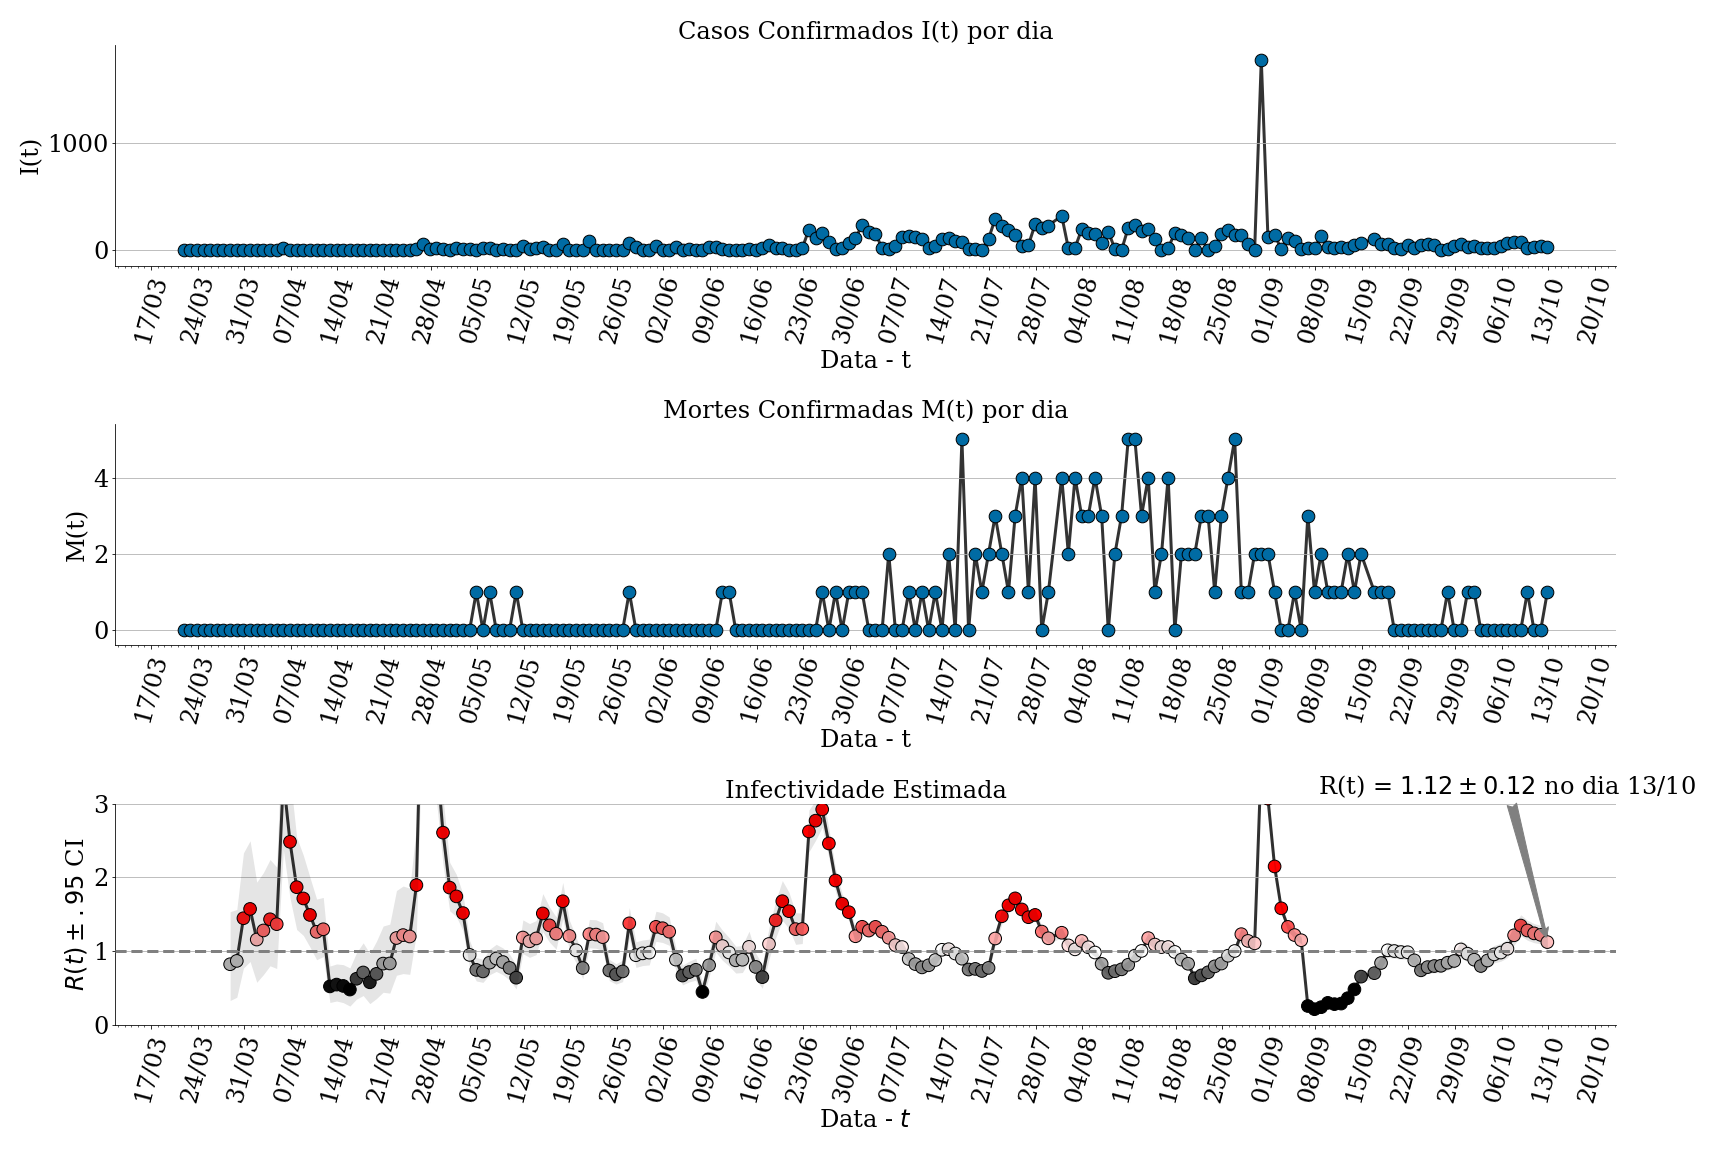 Casos Confirmados I(t) por dia
I(t)
1000
0
17/03 24/03 31/03 07/04 14/04 21/04 28/04 05/05 12/05 19/05 26/05 02/06 09/06 16/06 23/06 30/06 07/07 14/07 21/07 28/07 04/08 11/08 18/08 25/08 01/09 08/09 15/09 22/09 29/09 06/10 13/10 20/10
Data - t
Mortes Confirmadas M(t) por dia
M(t)
4
2
0
17/03 24/03 31/03 07/04 14/04 21/04 28/04 05/05 12/05 19/05 26/05 02/06 09/06 16/06 23/06 30/06 07/07 14/07 21/07 28/07 04/08 11/08 18/08 25/08 01/09 08/09 15/09 22/09 29/09 06/10 13/10 20/10
Data - t
Infectividade Estimada
R(t) = 1.12 ± 0.12 no dia 13/10
R(t) ± .95 CI
3
2
1
0
17/03 24/03 31/03 07/04 14/04 21/04 28/04 05/05 12/05 19/05 26/05 02/06 09/06 16/06 23/06 30/06 07/07 14/07 21/07 28/07 04/08 11/08 18/08 25/08 01/09 08/09 15/09 22/09 29/09 06/10 13/10 20/10
Data - t